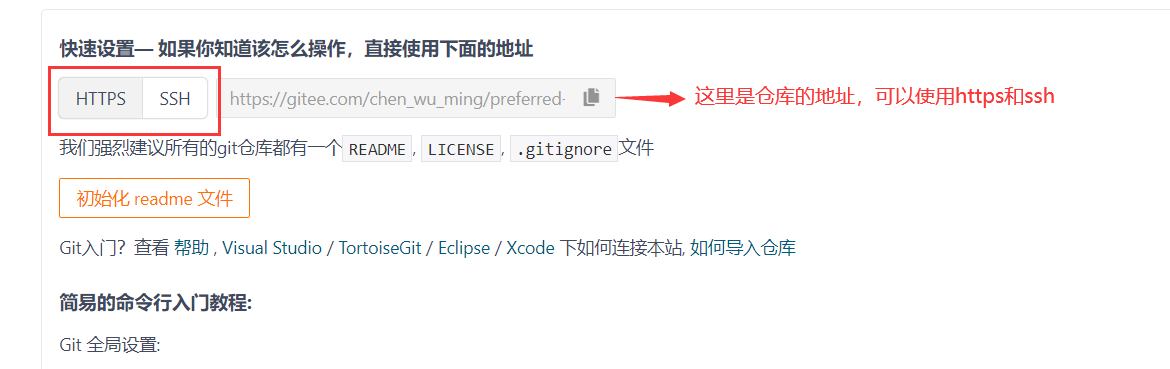 快速设置— 如果你知道该怎么操作，直接使用下面的地址
HTTPS SSH https://gitee.com/chen_wu_ming/preferred- 这里是仓库的地址，可以使用https和ssh
我们强烈建议所有的git仓库都有一个 README, LICENSE, .gitignore 文件
初始化 readme 文件
Git入门？查看 帮助 , Visual Studio / TortoiseGit / Eclipse / Xcode 下如何连接本站, 如何导入仓库
简易的命令行入门教程:
Git 全局设置: